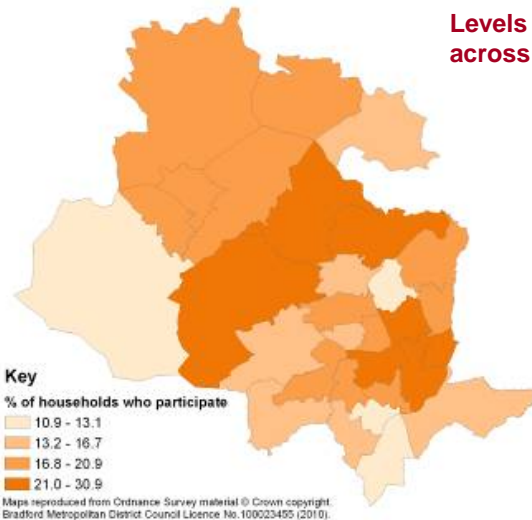 Levels
across
Key
% of households who participate
10.9 - 13.1
13.2 - 16.7
16.8 - 20.9
21.0 - 30.9
Maps reproduced from Ordnance Survey material © Crown copyright.
Bradford Metropolitan District Council Licence No.100023455 (2010).